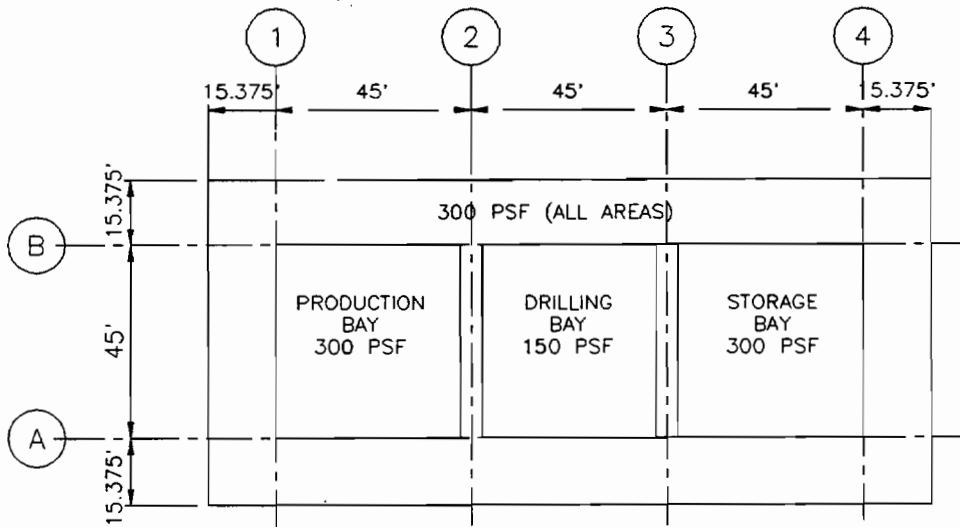 1
2
3
4
15.375'
45'
45'
45'
15.375'
15.375'
300 PSF (ALL AREAS)
B
PRODUCTION
BAY
300 PSF
DRILLING
BAY
150 PSF
STORAGE
BAY
300 PSF
45'
A
15.375'